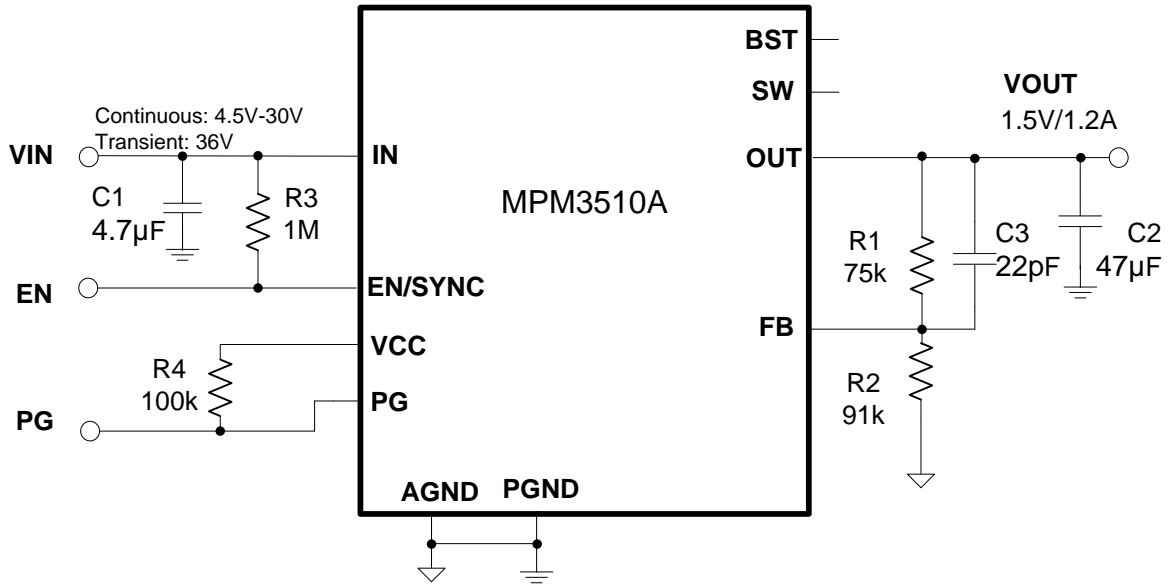 BST
SW
VOUT
1.5V/1.2A
Continuous: 4.5V-30V
Transient: 36V
VIN
IN
OUT
MPM3510A
C1
4.7µF
R3
1M
R1
75k
C3
22pF
C2
47µF
EN
EN/SYNC
FB
VCC
R4
100k
PG
PG
R2
91k
AGND
PGND